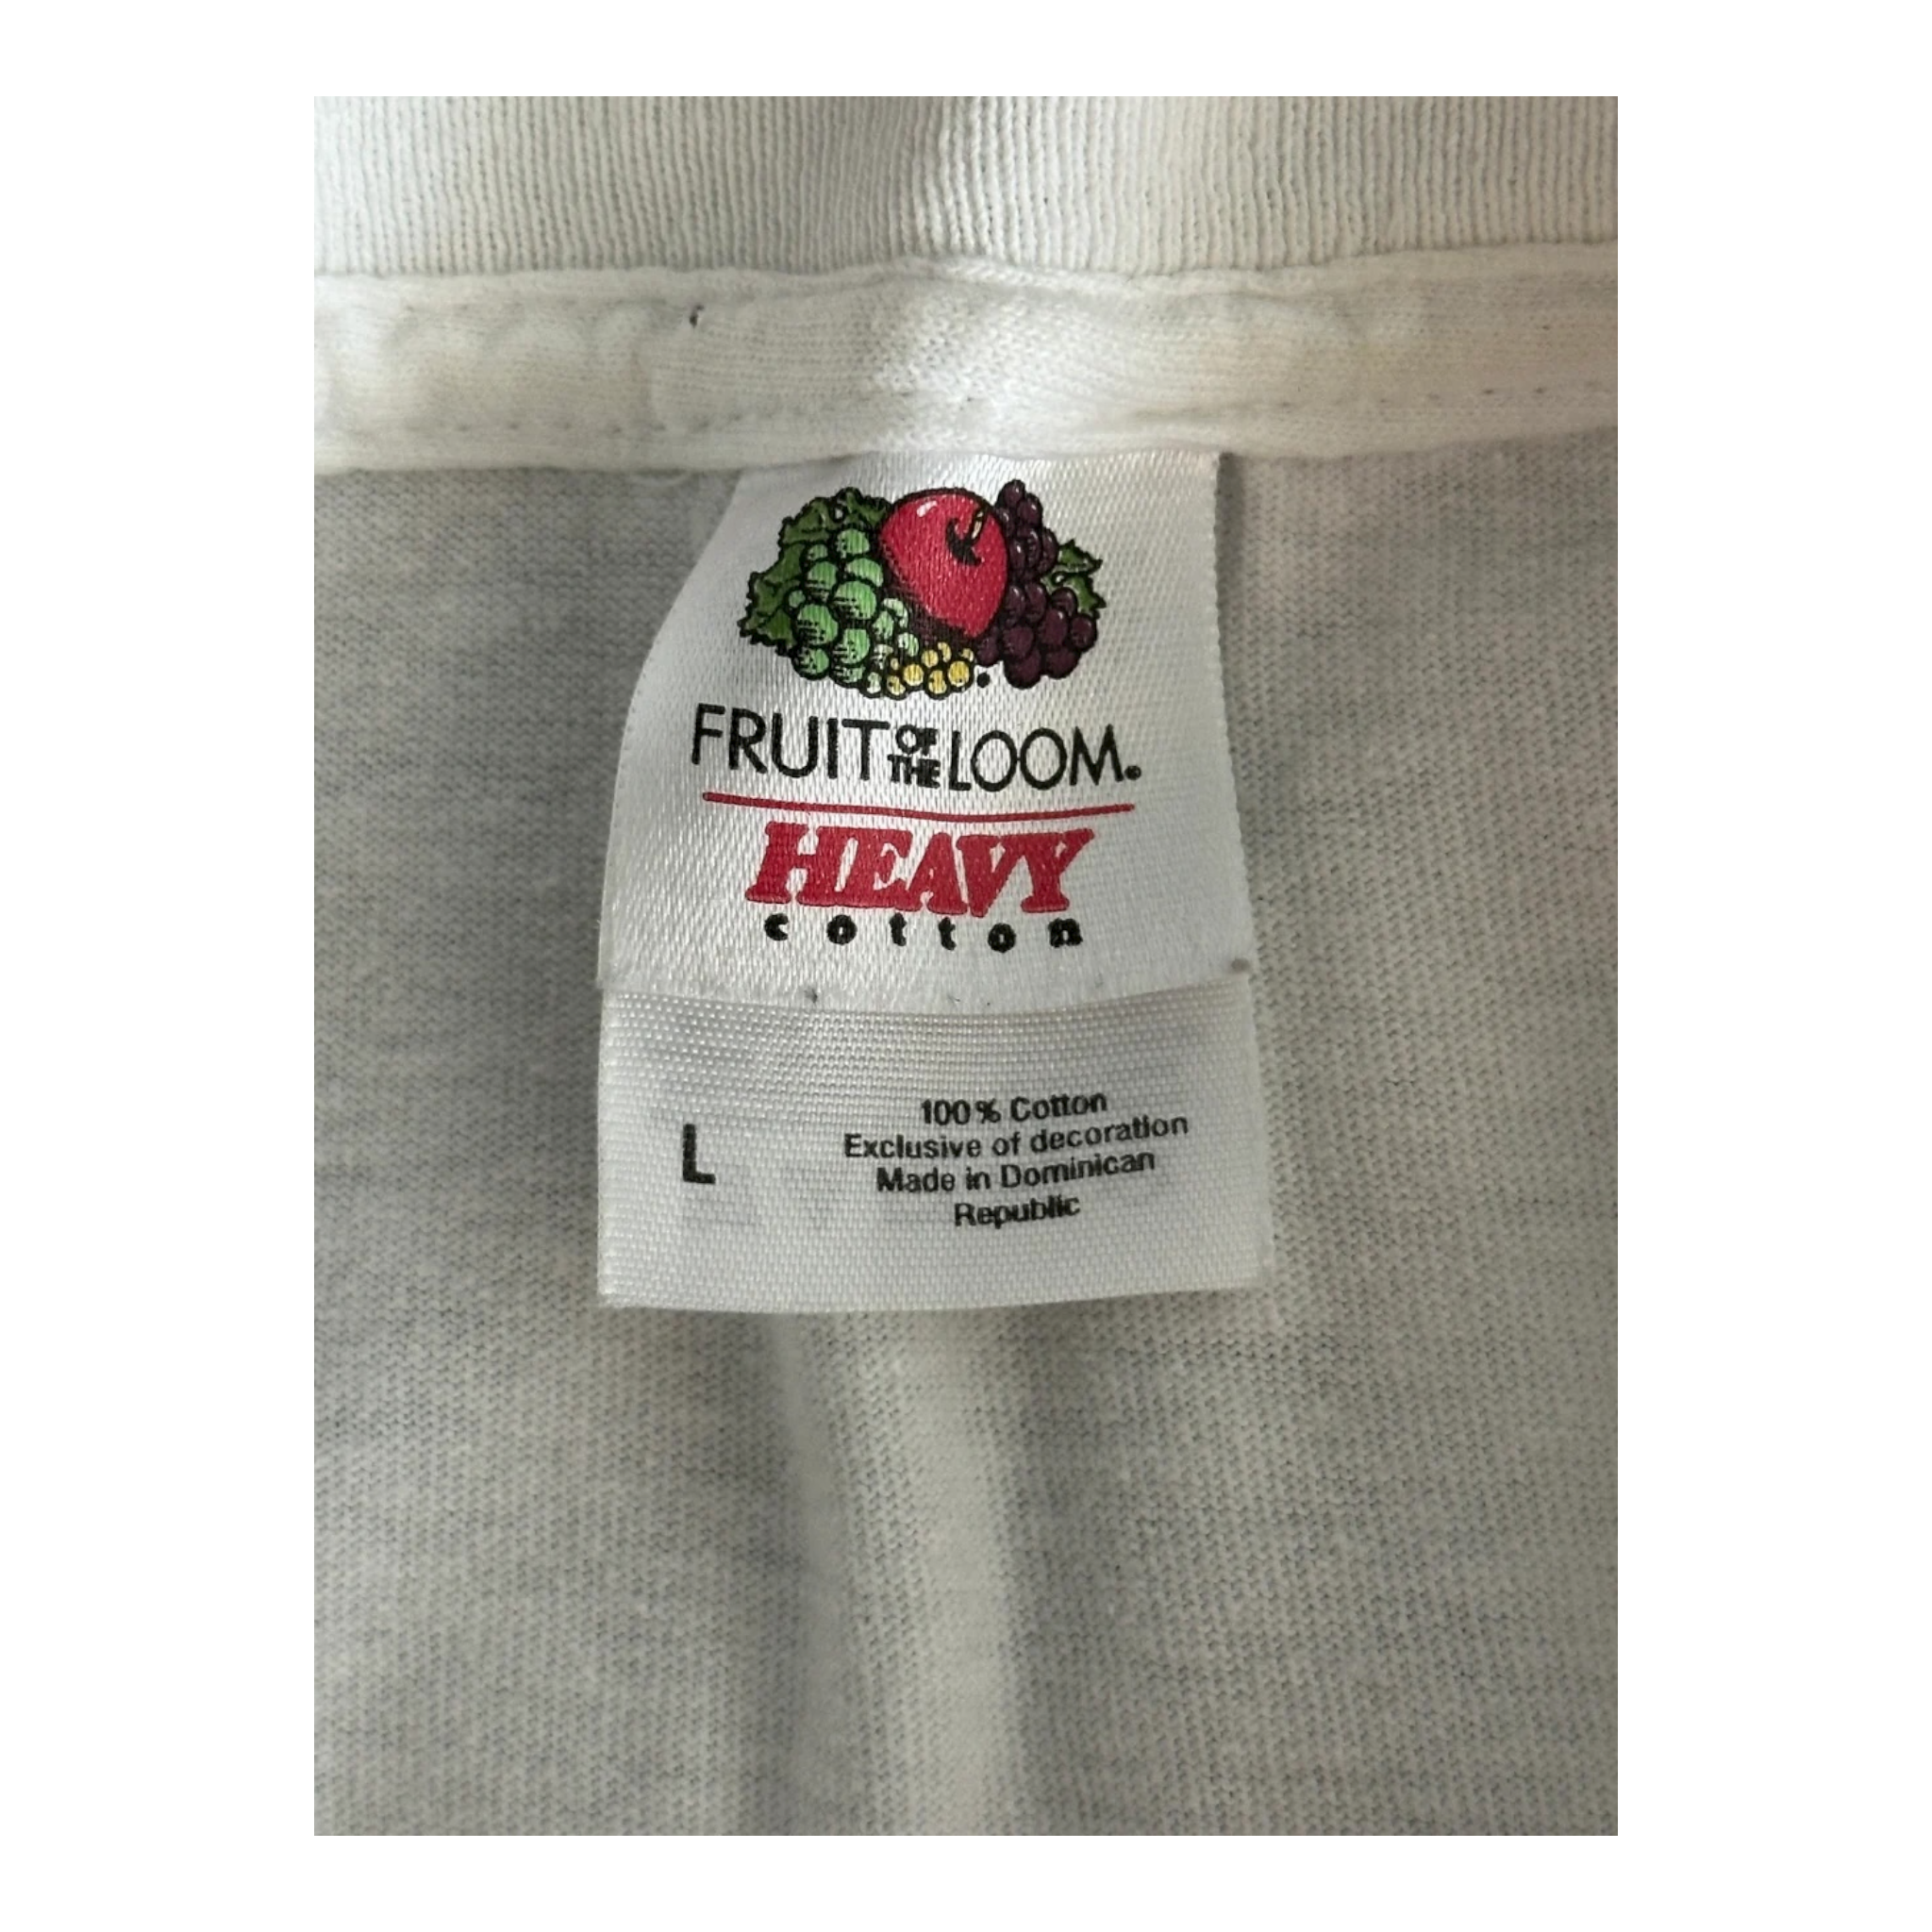 FRUIT OF THE LOOM.
HEAVY
cotton
L
100% Cotton
Exclusive of decoration
Made in Dominican
Republic